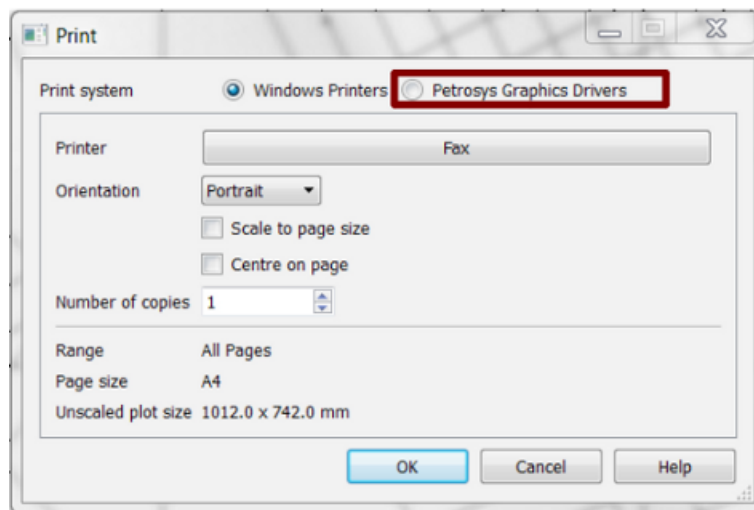 Print
Print system Windows Printers Petrosys Graphics Drivers
Printer Fax
Orientation Portrait
Scale to page size
Centre on page
Number of copies 1
Range All Pages
Page size A4
Unscaled plot size 1012.0 x 742.0 mm
OK Cancel Help